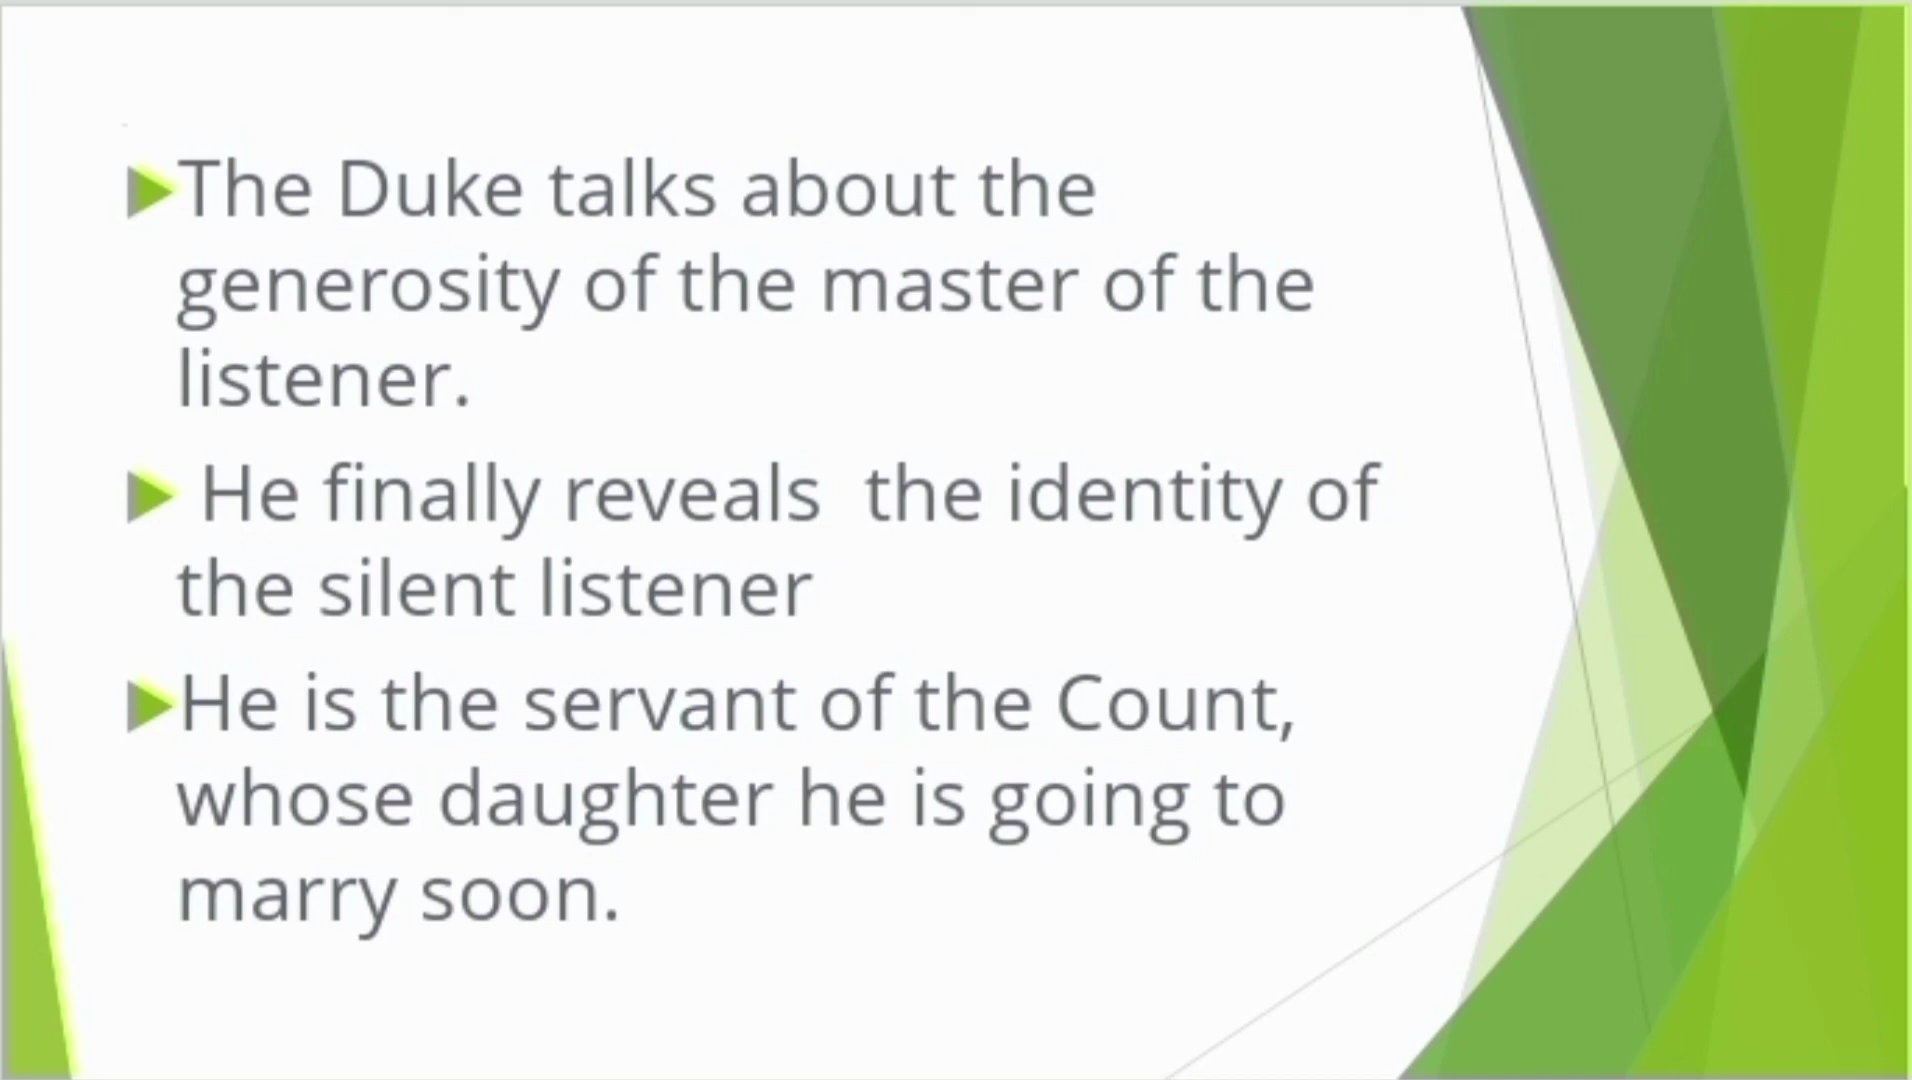 The Duke talks about the
generosity of the master of the
listener.
He finally reveals  the identity of
the silent listener
He is the servant of the Count,
whose daughter he is going to
marry soon.